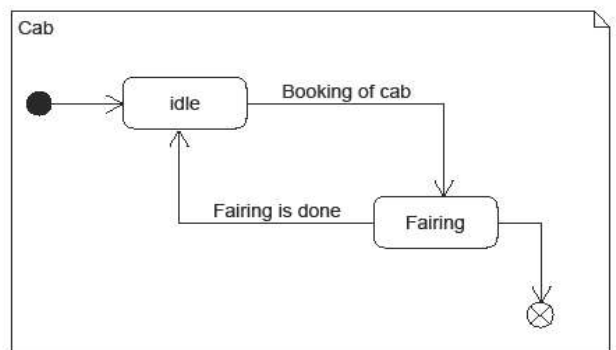 Cab
idle
Booking of cab
Fairing is done
Fairing